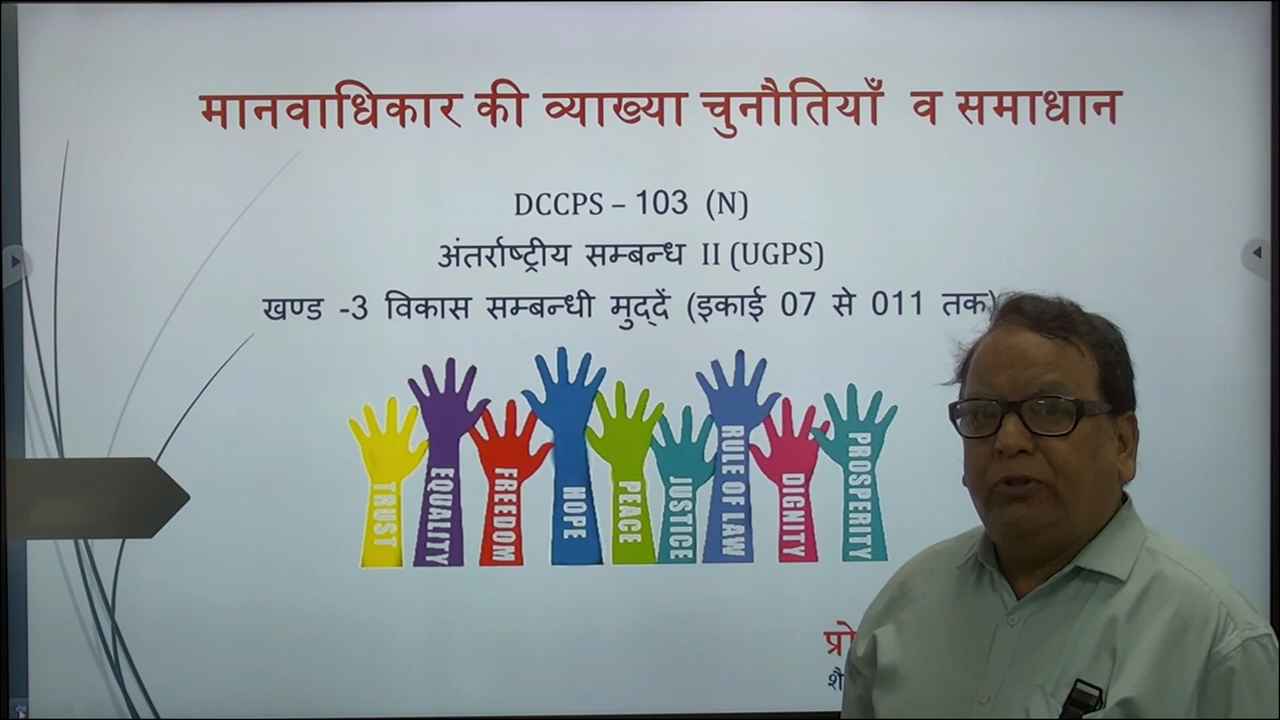 मानवाधिकार की व्याख्या चुनौतियाँ व समाधान
DCCPS – 103 (N)
अंतर्राष्ट्रीय सम्बन्ध II (UGPS)
खण्ड -3 विकास सम्बन्धी मुद्दें (इकाई 07 से 011 तक)
TRUST
EQUALITY
FREEDOM
HOPE
PEACE
JUSTICE
RULE OF LAW
DIGNITY
PROSPERITY